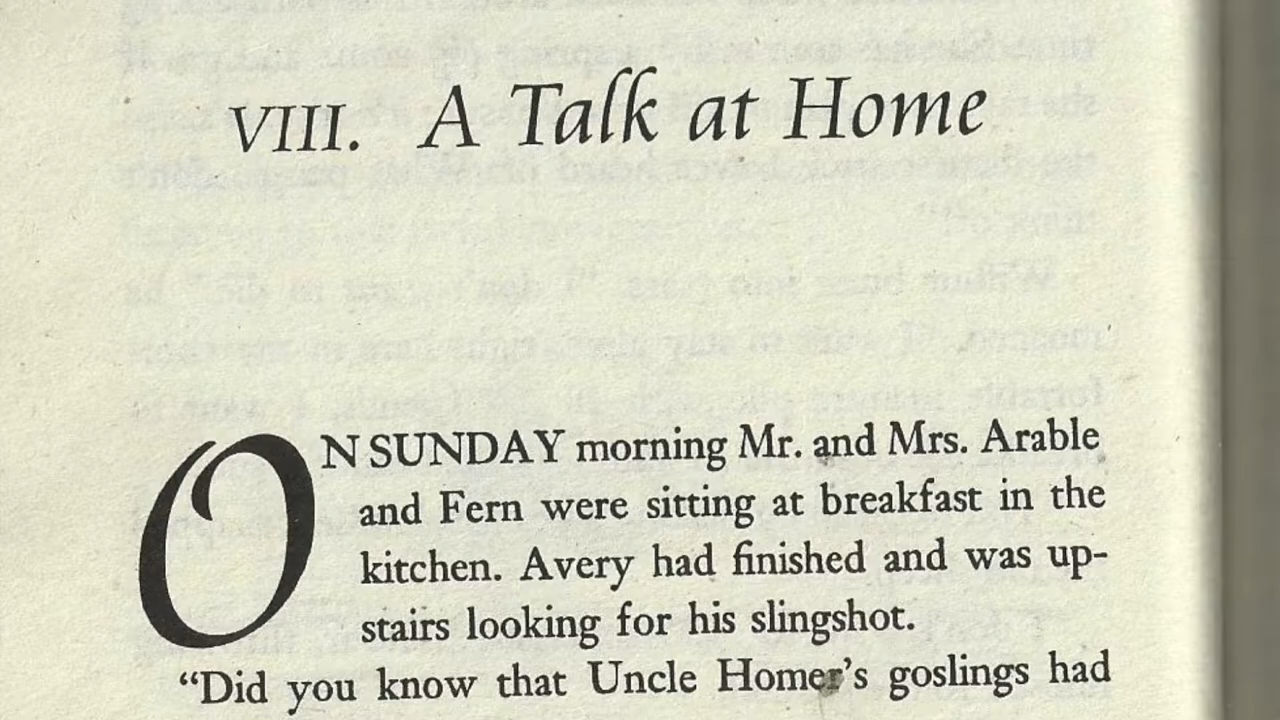 VIII. A Talk at Home
ON SUNDAY morning Mr. and Mrs. Arable
and Fern were sitting at breakfast in the
kitchen. Avery had finished and was up-
stairs looking for his slingshot.
“Did you know that Uncle Homer’s goslings had